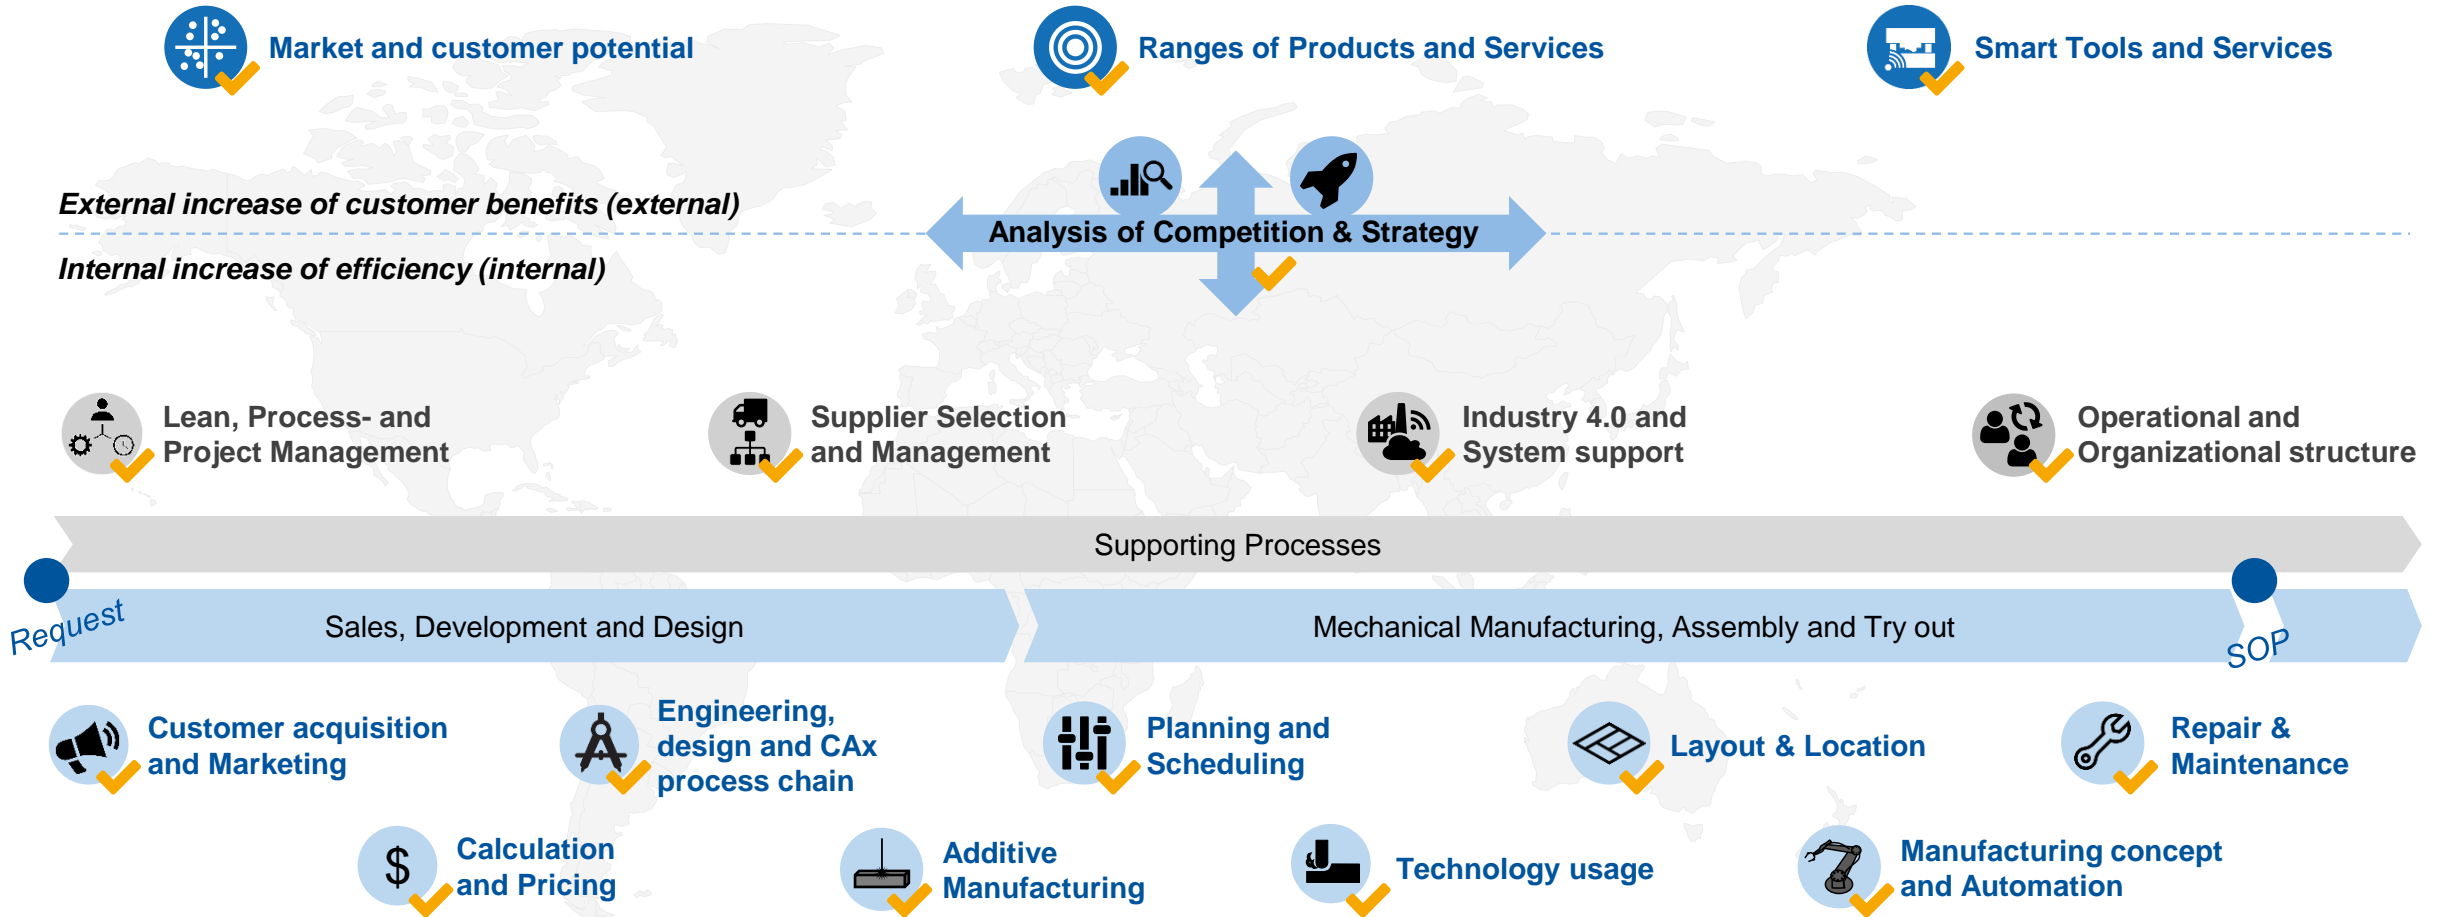 Market and customer potential
Ranges of Products and Services
Smart Tools and Services
External increase of customer benefits (external)
Analysis of Competition & Strategy
Internal increase of efficiency (internal)
Lean, Process- and
Project Management
Supplier Selection
and Management
Industry 4.0 and
System support
Operational and
Organizational structure
Supporting Processes
Request
Sales, Development and Design
Mechanical Manufacturing, Assembly and Try out
SOP
Customer acquisition
and Marketing
Engineering,
design and CAx
process chain
Planning and
Scheduling
Layout & Location
Repair &
Maintenance
$
Calculation
and Pricing
Additive
Manufacturing
Technology usage
Manufacturing concept
and Automation